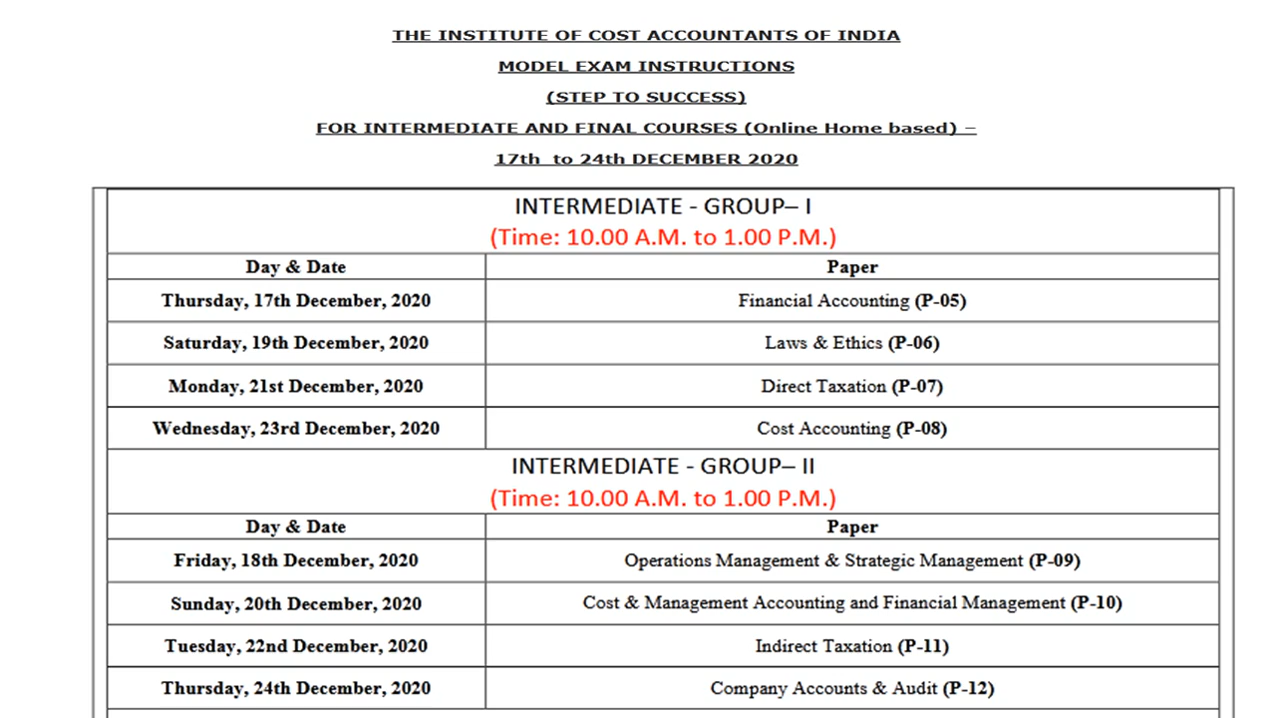 THE INSTITUTE OF COST ACCOUNTANTS OF INDIA
MODEL EXAM INSTRUCTIONS
(STEP TO SUCCESS)
FOR INTERMEDIATE AND FINAL COURSES (Online Home based) –
17th to 24th DECEMBER 2020
INTERMEDIATE - GROUP– I
(Time: 10.00 A.M. to 1.00 P.M.)
Day & Date Paper
Thursday, 17th December, 2020 Financial Accounting (P-05)
Saturday, 19th December, 2020 Laws & Ethics (P-06)
Monday, 21st December, 2020 Direct Taxation (P-07)
Wednesday, 23rd December, 2020 Cost Accounting (P-08)
INTERMEDIATE - GROUP– II
(Time: 10.00 A.M. to 1.00 P.M.)
Day & Date Paper
Friday, 18th December, 2020 Operations Management & Strategic Management (P-09)
Sunday, 20th December, 2020 Cost & Management Accounting and Financial Management (P-10)
Tuesday, 22nd December, 2020 Indirect Taxation (P-11)
Thursday, 24th December, 2020 Company Accounts & Audit (P-12)